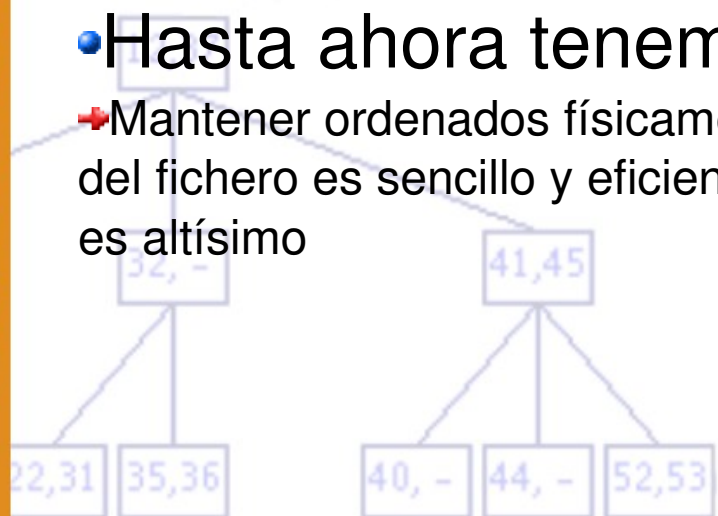 Hasta ahora tenem
Mantener ordenados físicam
del fichero es sencillo y eficien
es altísimo
32, -
41,45
22,31
35,36
40, -
44, -
52,53